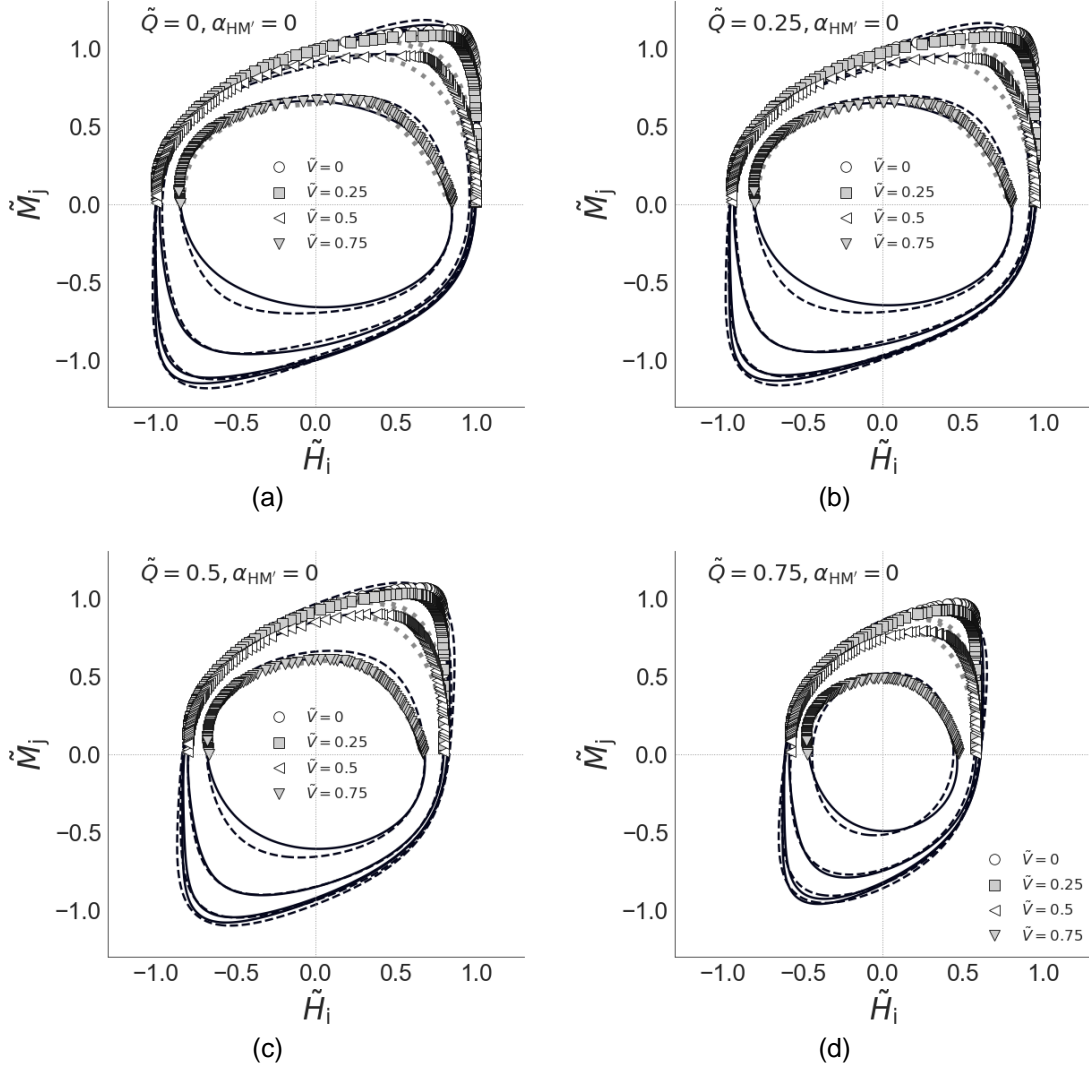 Q̃ = 0, α_HM′ = 0
1.0
0.5
0.0
−0.5
−1.0
M̃_j
Ṽ = 0
Ṽ = 0.25
Ṽ = 0.5
Ṽ = 0.75
−1.0 −0.5 0.0 0.5 1.0
H̃_i
(a)
Q̃ = 0.25, α_HM′ = 0
1.0
0.5
0.0
−0.5
−1.0
M̃_j
Ṽ = 0
Ṽ = 0.25
Ṽ = 0.5
Ṽ = 0.75
−1.0 −0.5 0.0 0.5 1.0
H̃_i
(b)
Q̃ = 0.5, α_HM′ = 0
1.0
0.5
0.0
−0.5
−1.0
M̃_j
Ṽ = 0
Ṽ = 0.25
Ṽ = 0.5
Ṽ = 0.75
−1.0 −0.5 0.0 0.5 1.0
H̃_i
(c)
Q̃ = 0.75, α_HM′ = 0
1.0
0.5
0.0
−0.5
−1.0
M̃_j
Ṽ = 0
Ṽ = 0.25
Ṽ = 0.5
Ṽ = 0.75
−1.0 −0.5 0.0 0.5 1.0
H̃_i
(d)